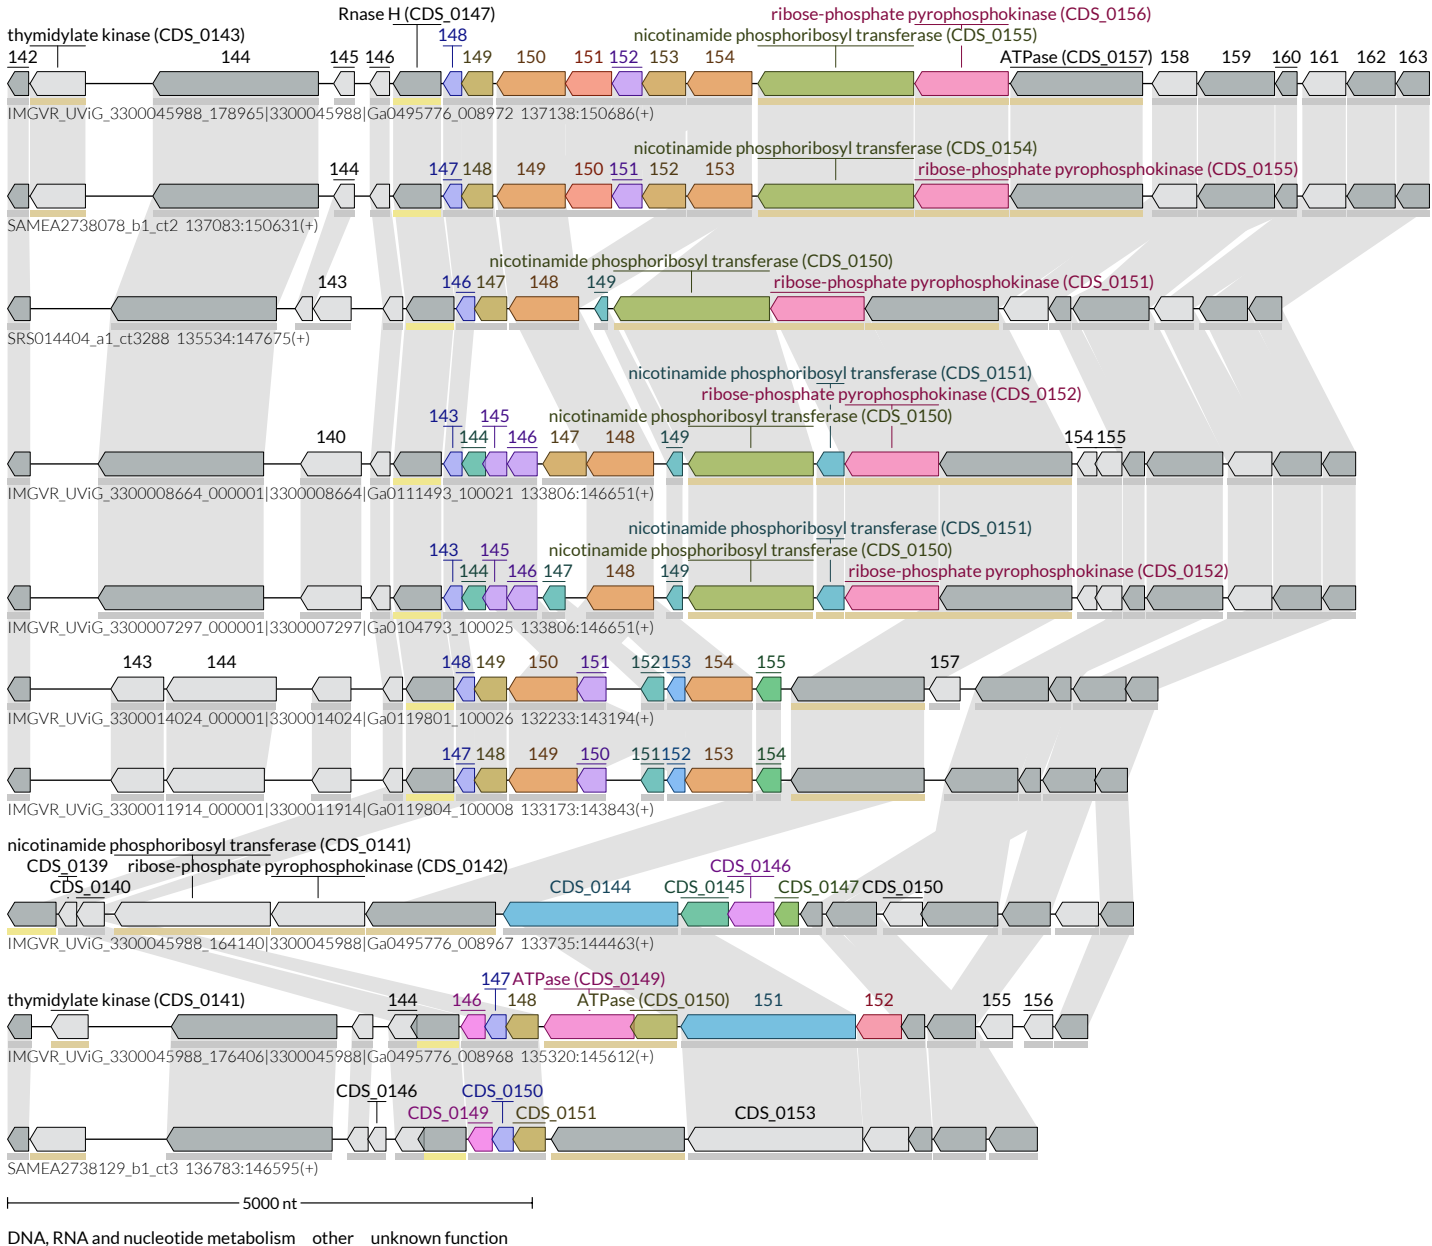 Rnase H (CDS_0147) ribose-phosphate pyrophosphokinase (CDS_0156)
thymidylate kinase (CDS_0143) 148 nicotinamide phosphoribosyl transferase (CDS_0155)
142 144 145 146 149 150 151 152 153 154 ATPase (CDS_0157) 158 159 160 161 162 163
IMGVR_UViG_3300045988_178965|3300045988|Ga0495776_008972 137138:150686(+)
nicotinamide phosphoribosyl transferase (CDS_0154)
144 147 148 149 150 151 152 153 ribose-phosphate pyrophosphokinase (CDS_0155)
SAMEA2738078_b1_ct2 137083:150631(+)
nicotinamide phosphoribosyl transferase (CDS_0150)
143 146 147 148 149 ribose-phosphate pyrophosphokinase (CDS_0151)
SRS014404_a1_ct3288 135534:147675(+)
nicotinamide phosphoribosyl transferase (CDS_0151)
ribose-phosphate pyrophosphokinase (CDS_0152)
143 145 nicotinamide phosphoribosyl transferase (CDS_0150)
140 144 146 147 148 149 154 155
IMGVR_UViG_3300008664_000001|3300008664|Ga0111493_100021 133806:146651(+)
nicotinamide phosphoribosyl transferase (CDS_0151)
143 145 nicotinamide phosphoribosyl transferase (CDS_0150)
144 146 147 148 149 ribose-phosphate pyrophosphokinase (CDS_0152)
IMGVR_UViG_3300007297_000001|3300007297|Ga0104793_100025 133806:146651(+)
143 144 148 149 150 151 152 153 154 155 157
IMGVR_UViG_3300014024_000001|3300014024|Ga0119801_100026 132233:143194(+)
147 148 149 150 151 152 153 154
IMGVR_UViG_3300011914_000001|3300011914|Ga0119804_100008 133173:143843(+)
nicotinamide phosphoribosyl transferase (CDS_0141)
CDS_0139 ribose-phosphate pyrophosphokinase (CDS_0142) CDS_0146
CDS_0140 CDS_0144 CDS_0145 CDS_0147 CDS_0150
IMGVR_UViG_3300045988_164140|3300045988|Ga0495776_008967 133735:144463(+)
147 ATPase (CDS_0149)
thymidylate kinase (CDS_0141) 144 146 148 ATPase (CDS_0150) 151 152 155 156
IMGVR_UViG_3300045988_176406|3300045988|Ga0495776_008968 135320:145612(+)
CDS_0146 CDS_0150
CDS_0149 CDS_0151 CDS_0153
SAMEA2738129_b1_ct3 136783:146595(+)
5000 nt
DNA, RNA and nucleotide metabolism other unknown function